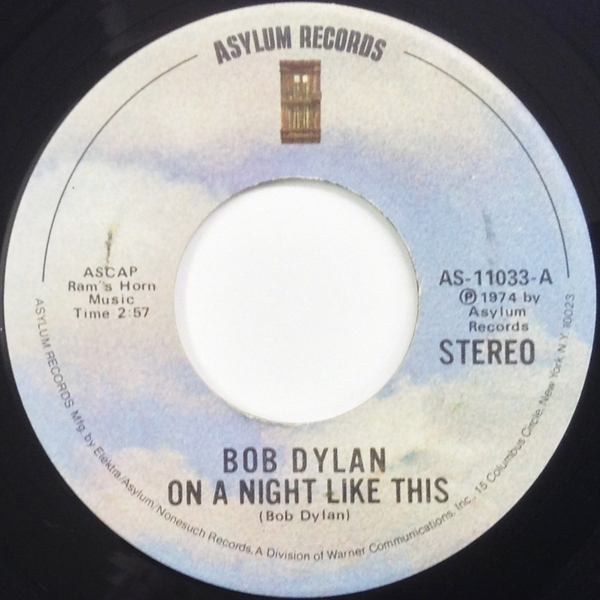 ASYLUM RECORDS
ASCAP
Ram's Horn
Music
Time 2:57
AS-11033-A
Ⓟ 1974 by
Asylum
Records
STEREO
BOB DYLAN
ON A NIGHT LIKE THIS
(Bob Dylan)
ASYLUM RECORDS Mfg. by Elektra/Asylum/Nonesuch Records, A Division of Warner Communications, Inc., 15 Columbus Circle, New York N.Y. 10023